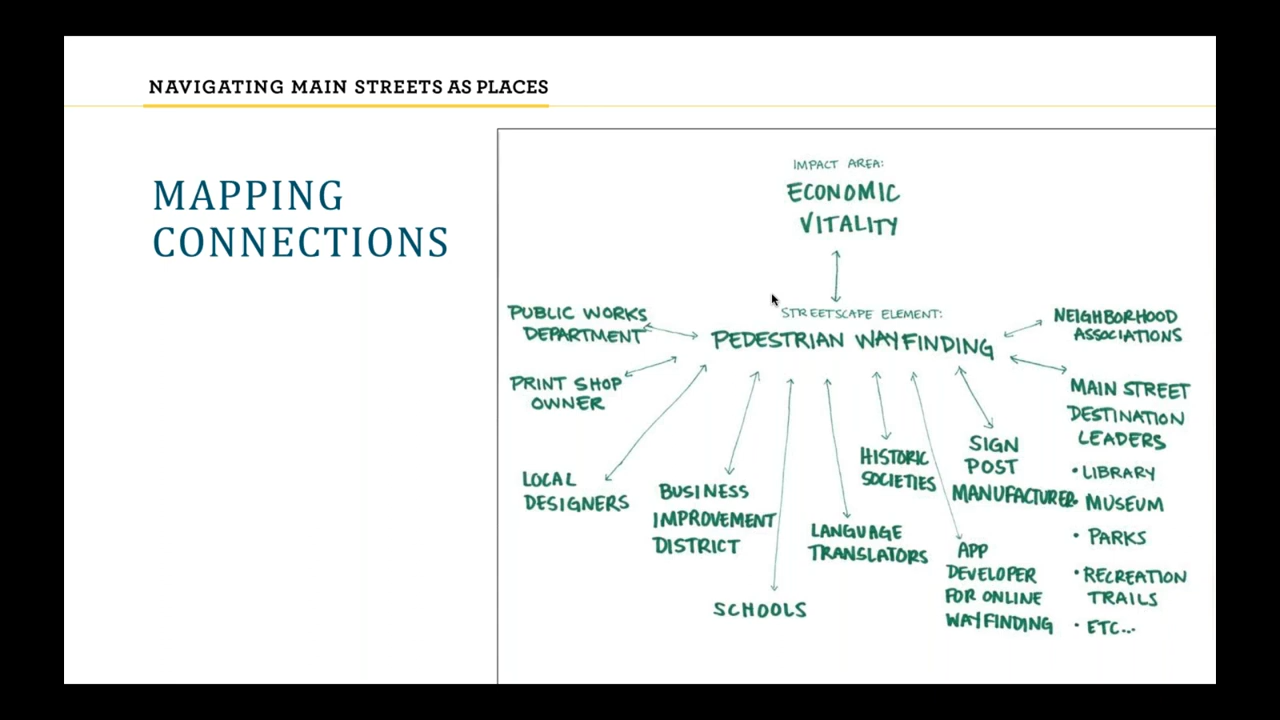 NAVIGATING MAIN STREETS AS PLACES
MAPPING
CONNECTIONS
IMPACT AREA:
ECONOMIC
VITALITY
STREETSCAPE ELEMENT:
PEDESTRIAN WAYFINDING
PUBLIC WORKS
DEPARTMENT
PRINT SHOP
OWNER
LOCAL
DESIGNERS
BUSINESS
IMPROVEMENT
DISTRICT
SCHOOLS
LANGUAGE
TRANSLATORS
HISTORIC
SOCIETIES
APP
DEVELOPER
FOR ONLINE
WAYFINDING
SIGN
POST
MANUFACTURER
NEIGHBORHOOD
ASSOCIATIONS
MAIN STREET
DESTINATION
LEADERS
• LIBRARY
• MUSEUM
• PARKS
• RECREATION
TRAILS
• ETC...